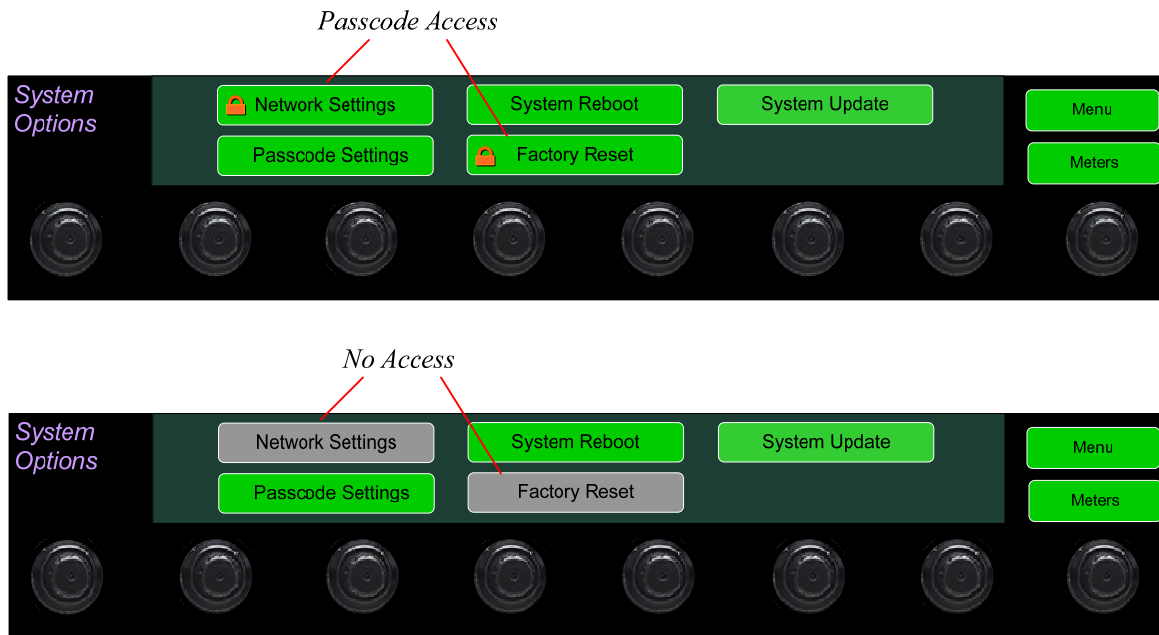 Passcode Access
System
Options
Network Settings
System Reboot
System Update
Menu
Passcode Settings
Factory Reset
Meters
No Access
System
Options
Network Settings
System Reboot
System Update
Menu
Passcode Settings
Factory Reset
Meters